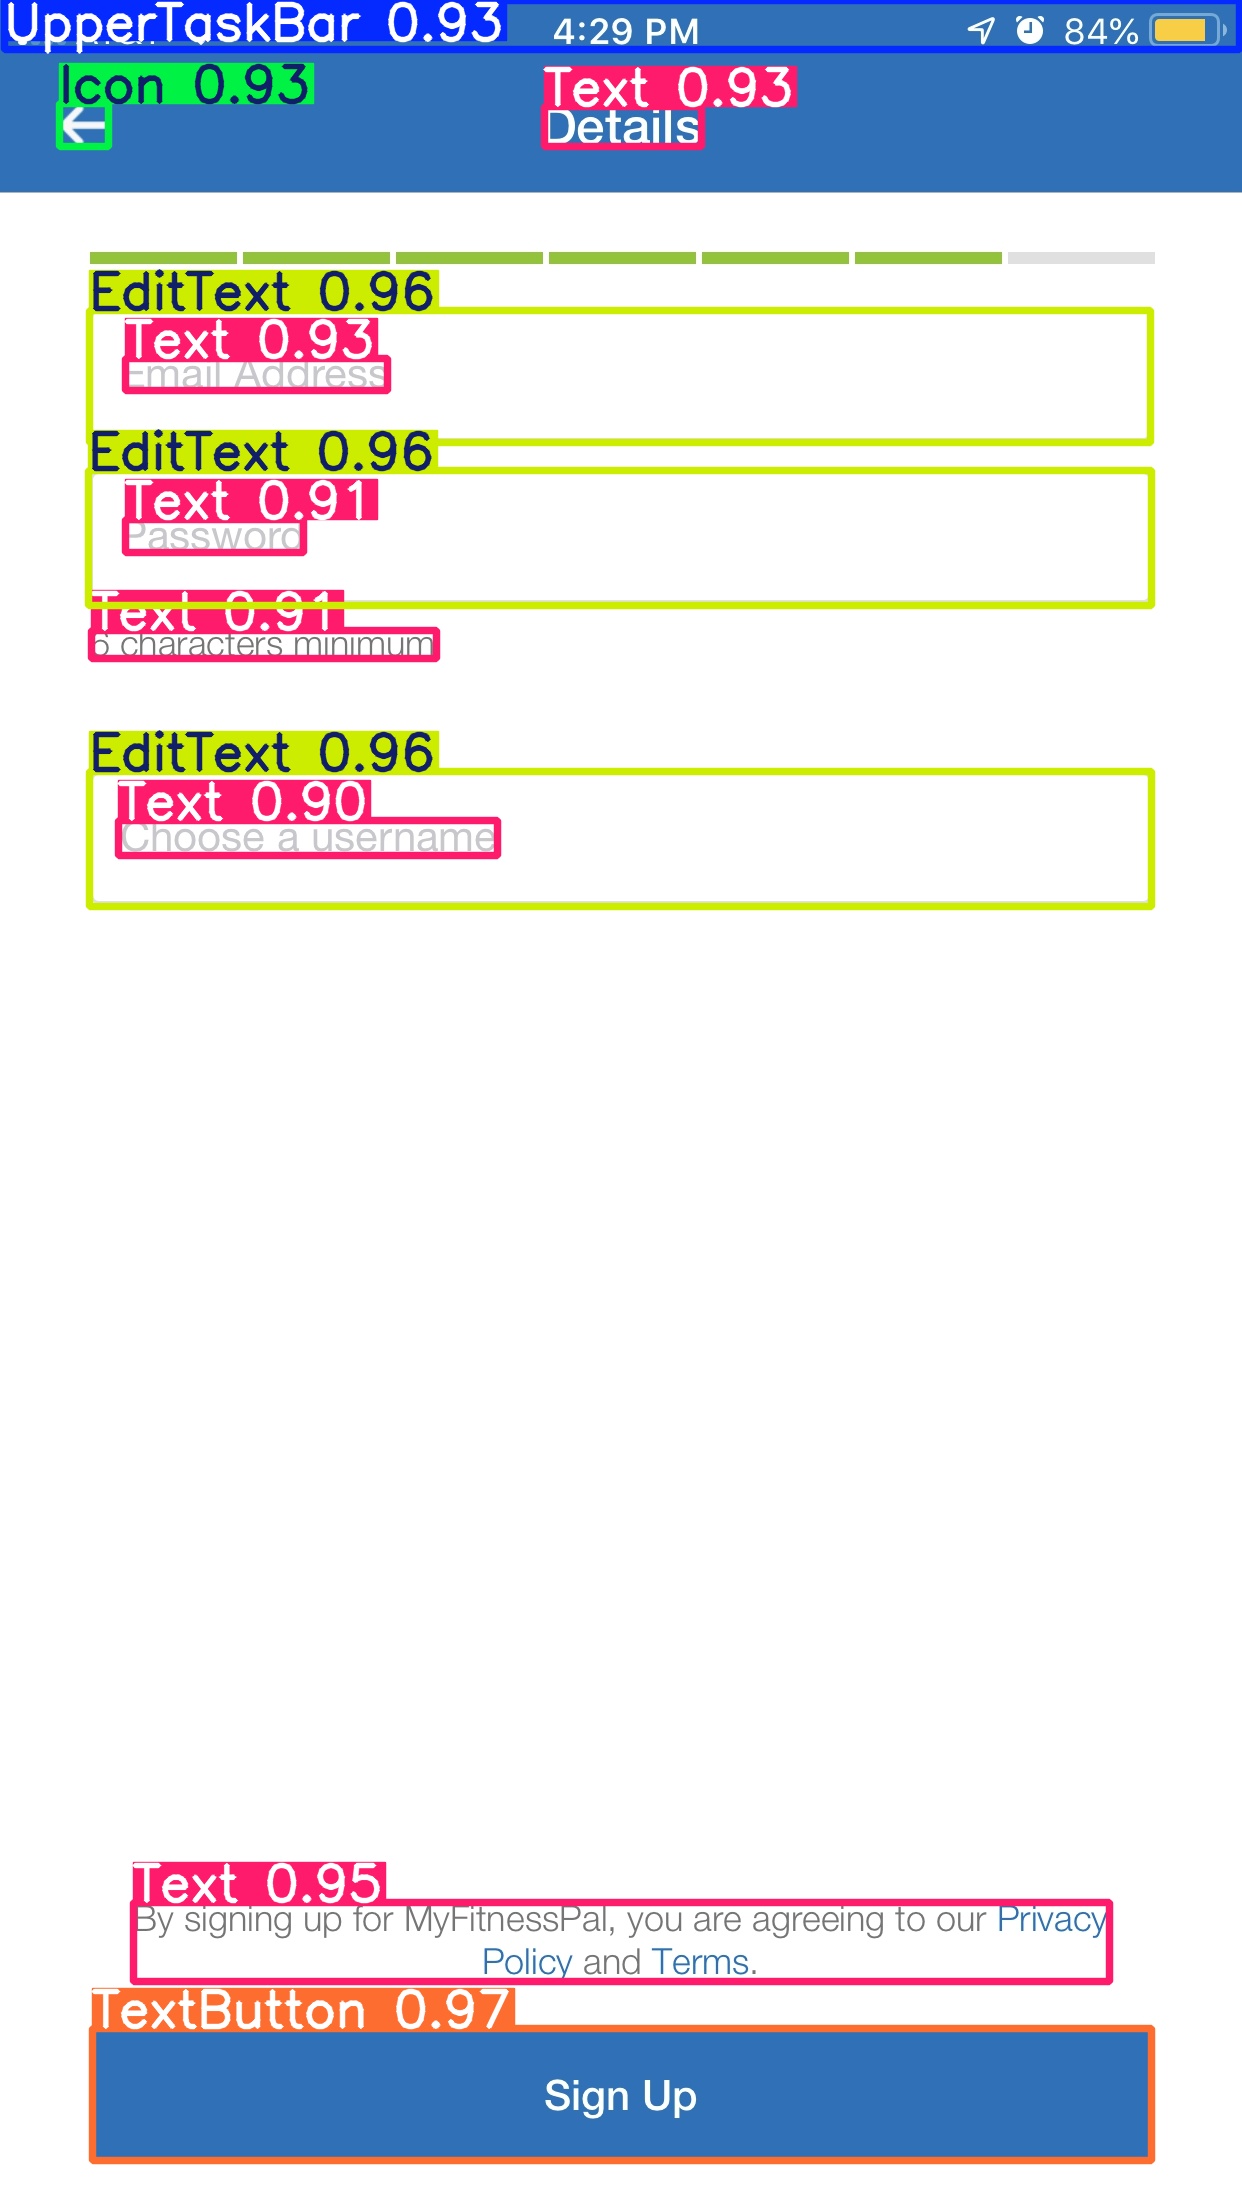 UpperTaskBar 0.93
4:29 PM
84%
Icon 0.93
Text 0.93
Details
EditText 0.96
Text 0.93
Email Address
EditText 0.96
Text 0.91
Password
Text 0.91
6 characters minimum
EditText 0.96
Text 0.90
Choose a username
Text 0.95
By signing up for MyFitnessPal, you are agreeing to our Privacy
Policy and Terms.
TextButton 0.97
Sign Up